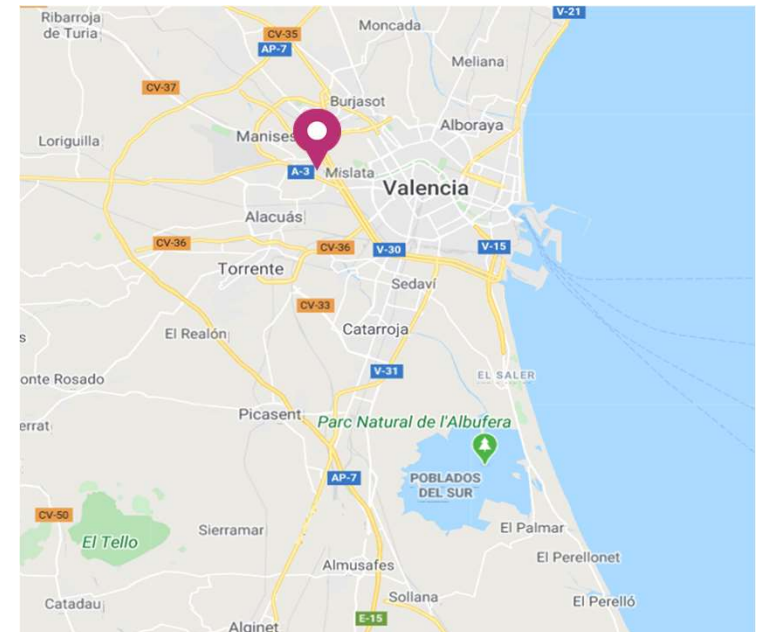 Ribarroja
de Turia
V-21
Moncada
CV-35
AP-7
Meliana
CV-37
Burjasot
Alboraya
Manises
Loriguilla
A-3
Mislata
Valencia
Alacuás
CV-36
CV-36
V-30
V-15
Torrente
Sedaví
CV-33
Catarroja
El Realón
s
V-31
EL SALER
onte Rosado
Picasent
Parc Natural de l'Albufera
errat
AP-7
POBLADOS
DEL SUR
CV-50
Sierramar
El Palmar
El Tello
El Perellonet
Almusafes
Catadau
Sollana
El Perelló
E-15
Alginet